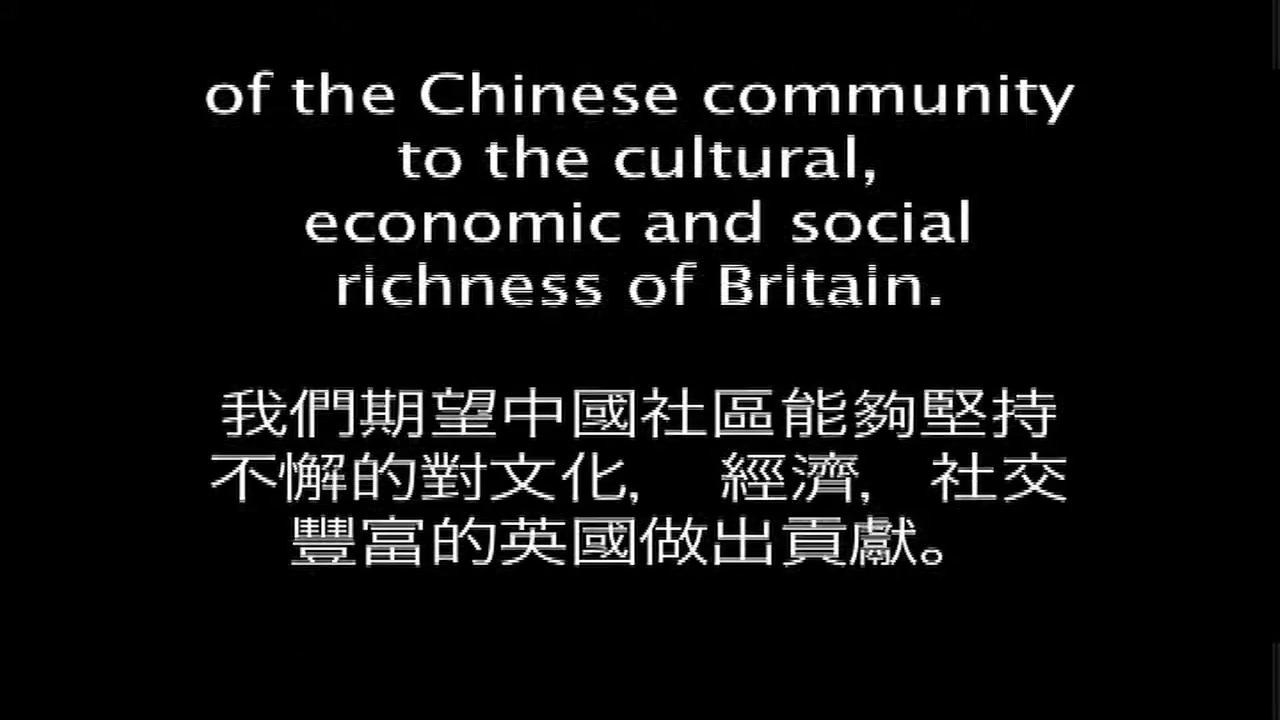 of the Chinese community
to the cultural,
economic and social
richness of Britain.
我們期望中國社區能夠堅持
不懈的對文化， 經濟， 社交
豐富的英國做出貢獻。